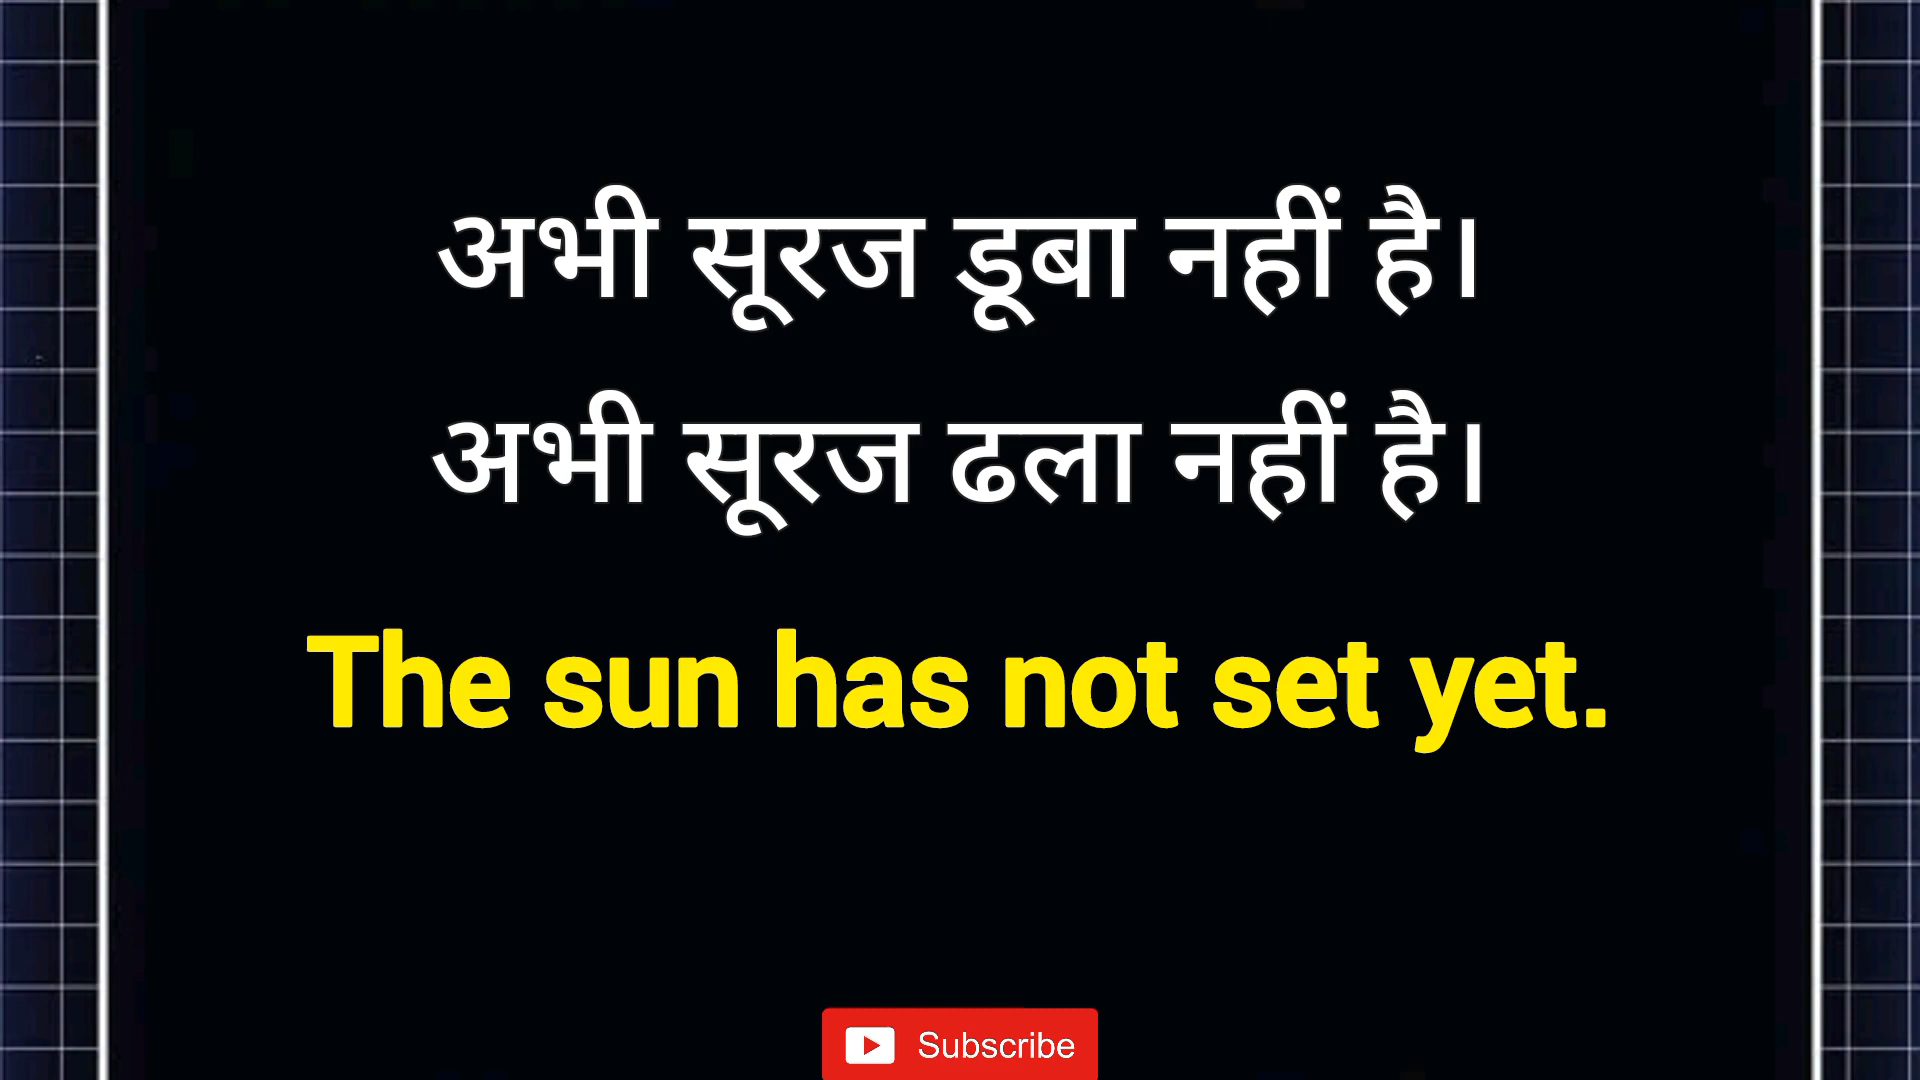 अभी सूरज डूबा नहीं है।
अभी सूरज ढला नहीं है।
The sun has not set yet.
Subscribe